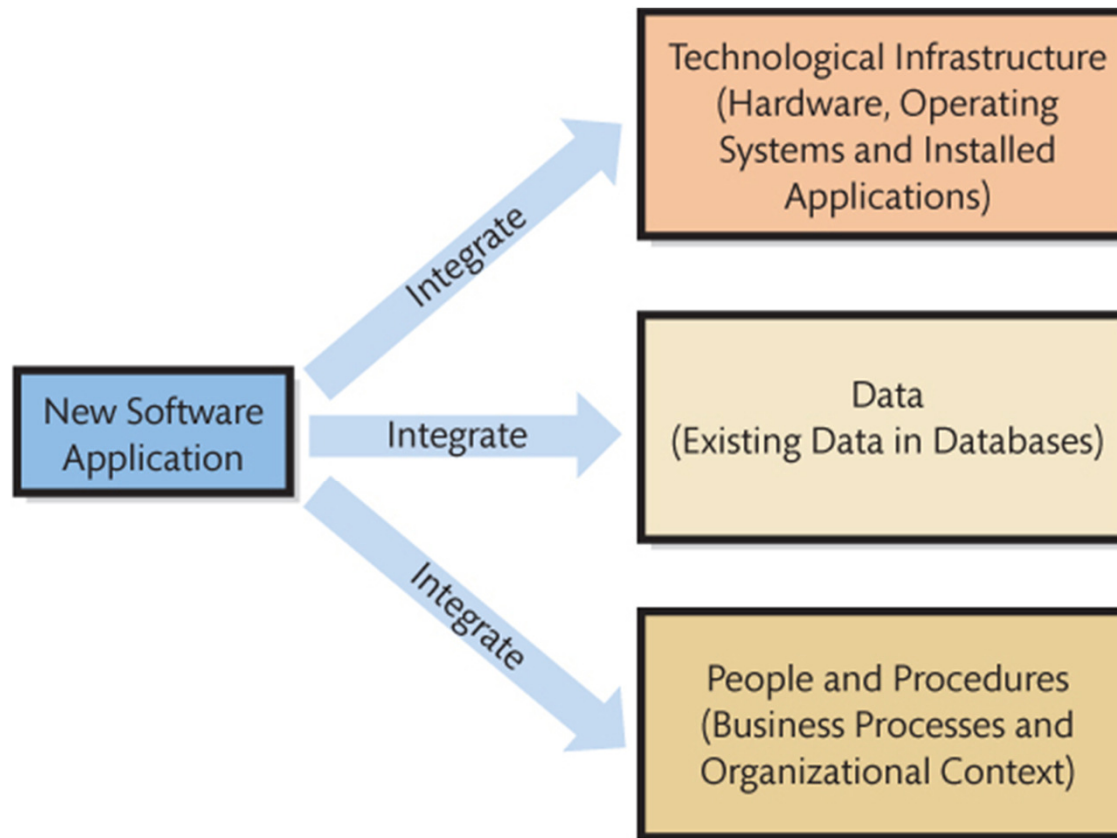 Technological Infrastructure
(Hardware, Operating
Systems and Installed
Applications)
Integrate
New Software
Application
Integrate
Data
(Existing Data in Databases)
Integrate
People and Procedures
(Business Processes and
Organizational Context)